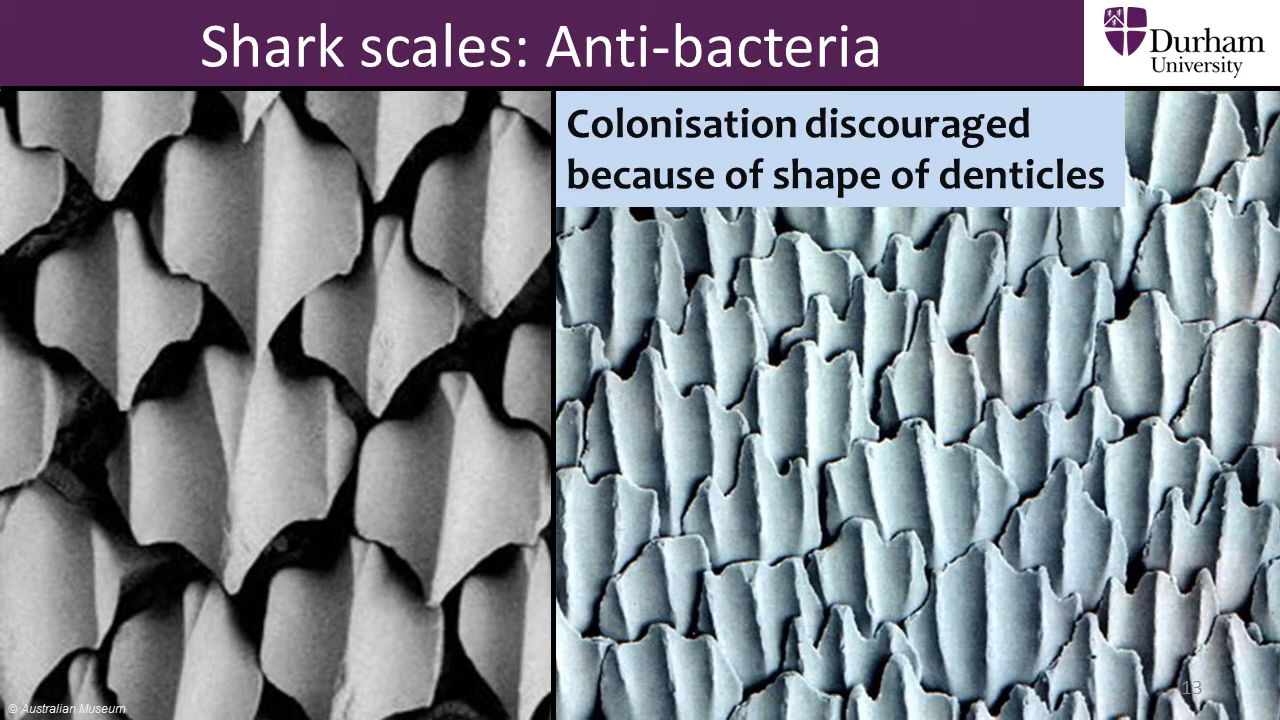 Shark scales: Anti-bacteria
Durham
University
Colonisation discouraged
because of shape of denticles
13
© Australian Museum